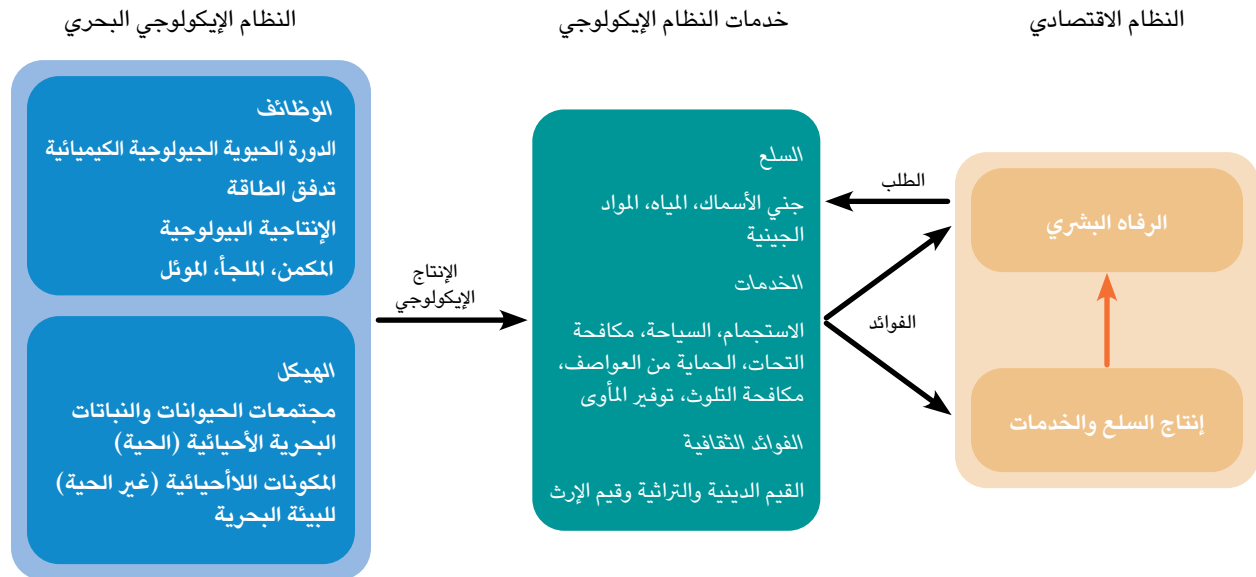 النظام الإيكولوجي البحري
الوظائف
الدورة الحيوية الجيولوجية الكيميائية
تدفق الطاقة
الإنتاجية البيولوجية
المكمن، الملجأ، الموئل
الهيكل
مجتمعات الحيوانات والنباتات
البحرية الأحيائية (الحية)
المكونات اللاأحيائية (غير الحية)
للبيئة البحرية
الإنتاج
الإيكولوجي
خدمات النظام الإيكولوجي
السلع
جني الأسماك، المياه، المواد
الجينية
الخدمات
الاستجمام، السياحة، مكافحة
التحات، الحماية من العواصف،
مكافحة التلوث، توفير المأوى
الفوائد الثقافية
القيم الدينية والتراثية وقيم الإرث
الطلب
الفوائد
النظام الاقتصادي
الرفاه البشري
إنتاج السلع والخدمات